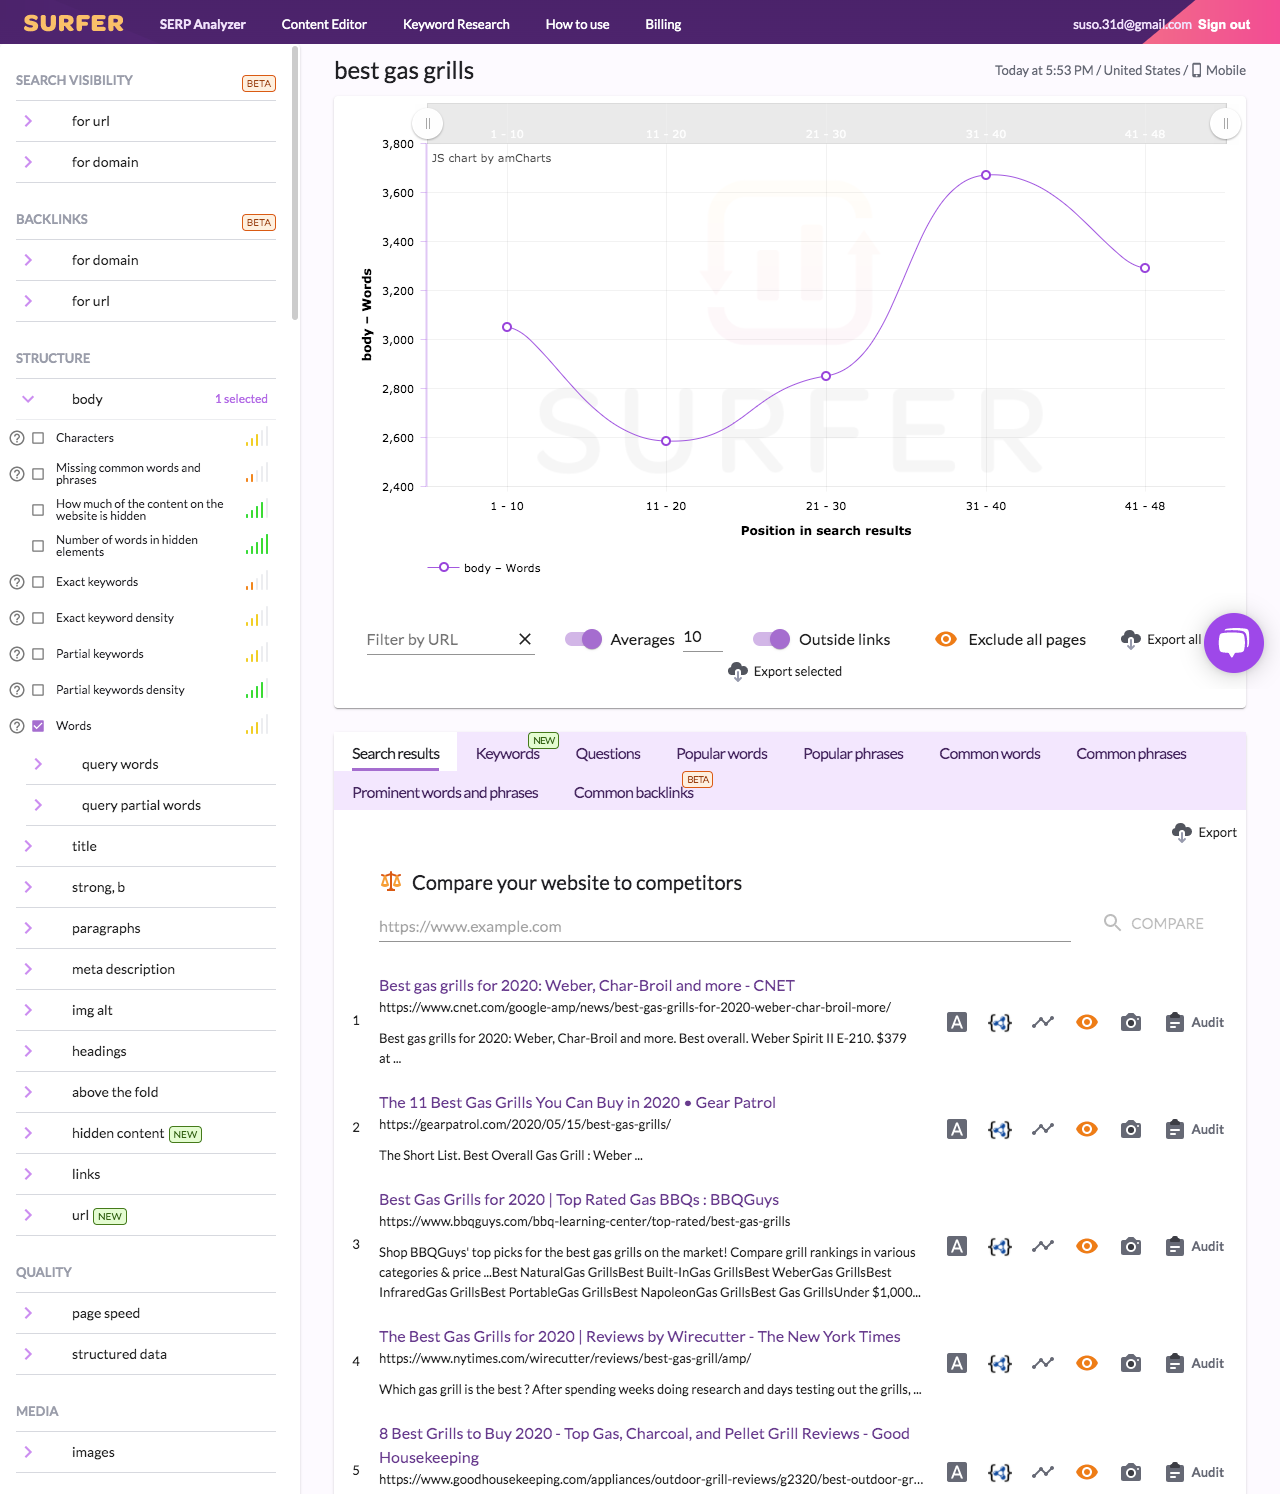 SURFER
SERP Analyzer
Content Editor
Keyword Research
How to use
Billing
suso.31d@gmail.com Sign out
SEARCH VISIBILITY BETA
for url
for domain
BACKLINKS BETA
for domain
for url
STRUCTURE
body 1 selected
Characters
Missing common words and
phrases
How much of the content on the
website is hidden
Number of words in hidden
elements
Exact keywords
Exact keyword density
Partial keywords
Partial keywords density
Words
query words
query partial words
title
strong, b
paragraphs
meta description
img alt
headings
above the fold
hidden content NEW
links
url NEW
QUALITY
page speed
structured data
MEDIA
images
best gas grills
Today at 5:53 PM / United States / Mobile
1 - 10 11 - 20 21 - 30 31 - 40 41 - 48
JS chart by amCharts
3,800
3,600
3,400
3,200
3,000
2,800
2,600
2,400
body – Words
SURFER
1 - 10 11 - 20 21 - 30 31 - 40 41 - 48
Position in search results
body – Words
Filter by URL
Averages 10
Outside links
Exclude all pages
Export all
Export selected
Search results
Keywords NEW
Questions
Popular words
Popular phrases
Common words
Common phrases
Prominent words and phrases
Common backlinks BETA
Export
Compare your website to competitors
https://www.example.com
COMPARE
1
Best gas grills for 2020: Weber, Char-Broil and more - CNET
https://www.cnet.com/google-amp/news/best-gas-grills-for-2020-weber-char-broil-more/
Best gas grills for 2020: Weber, Char-Broil and more. Best overall. Weber Spirit II E-210. $379
at ...
A Audit
2
The 11 Best Gas Grills You Can Buy in 2020 • Gear Patrol
https://gearpatrol.com/2020/05/15/best-gas-grills/
The Short List. Best Overall Gas Grill : Weber ...
A Audit
3
Best Gas Grills for 2020 | Top Rated Gas BBQs : BBQGuys
https://www.bbqguys.com/bbq-learning-center/top-rated/best-gas-grills
Shop BBQGuys' top picks for the best gas grills on the market! Compare grill rankings in various
categories & price ...Best NaturalGas GrillsBest Built-InGas GrillsBest WeberGas GrillsBest
InfraredGas GrillsBest PortableGas GrillsBest NapoleonGas GrillsBest Gas GrillsUnder $1,000...
A Audit
4
The Best Gas Grills for 2020 | Reviews by Wirecutter - The New York Times
https://www.nytimes.com/wirecutter/reviews/best-gas-grill/amp/
Which gas grill is the best ? After spending weeks doing research and days testing out the grills, ...
A Audit
5
8 Best Grills to Buy 2020 - Top Gas, Charcoal, and Pellet Grill Reviews - Good
Housekeeping
https://www.goodhousekeeping.com/appliances/outdoor-grill-reviews/g2320/best-outdoor-gr...
A Audit